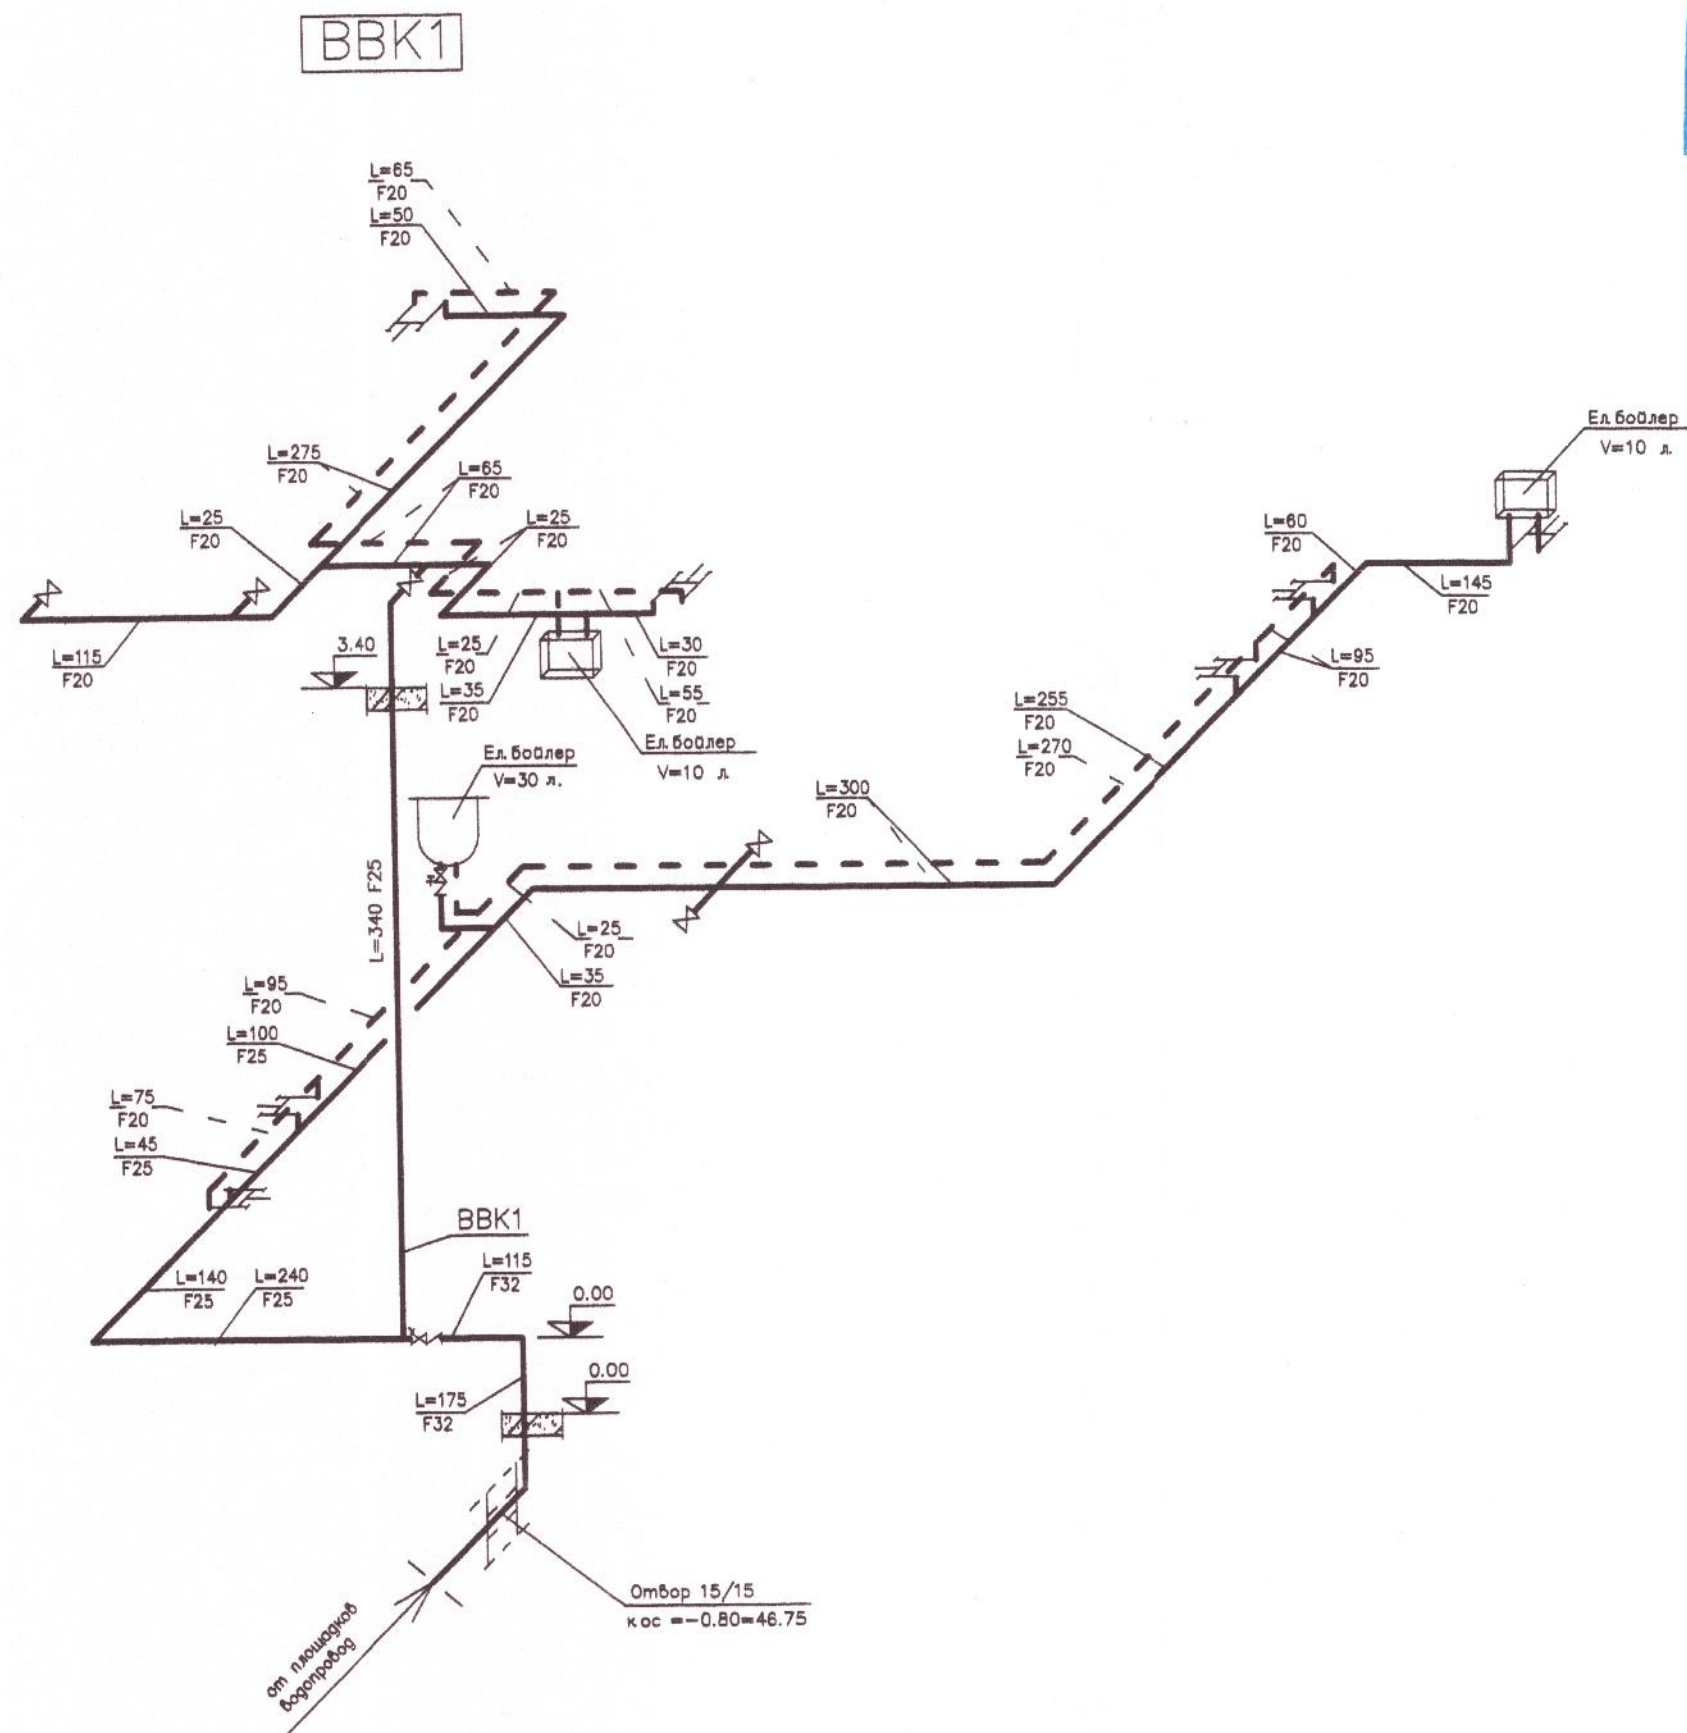 ВВК1
L=65
F20
L=50
F20
L=275
F20
L=65
F20
L=25
F20
L=25
F20
L=115
F20
3.40
L=25
F20
L=30
F20
L=35
F20
L=55
F20
Ел.бойлер
V=10 л.
Ел.бойлер
V=30 л.
Ел.бойлер
V=10 л.
L=60
F20
L=145
F20
L=95
F20
L=255
F20
L=270
F20
L=300
F20
L=340 F25
L=25
F20
L=35
F20
L=95
F20
L=100
F25
L=75
F20
L=45
F25
ВВК1
L=115
F32
L=140
F25
L=240
F25
0.00
0.00
L=175
F32
Отвор 15/15
к ос =-0.80=46.75
от площадков
водопровод